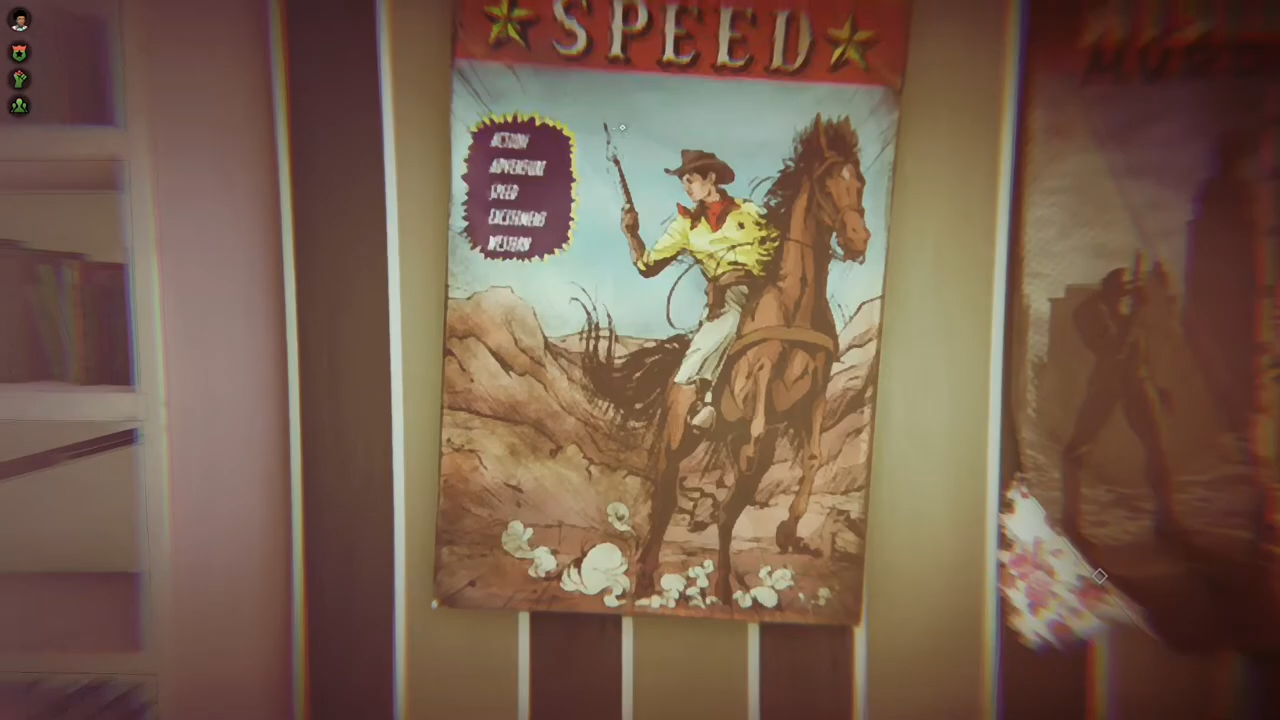 SPEED
ACTION
ADVENTURE
SPEED
EXCITEMENT
WESTERN